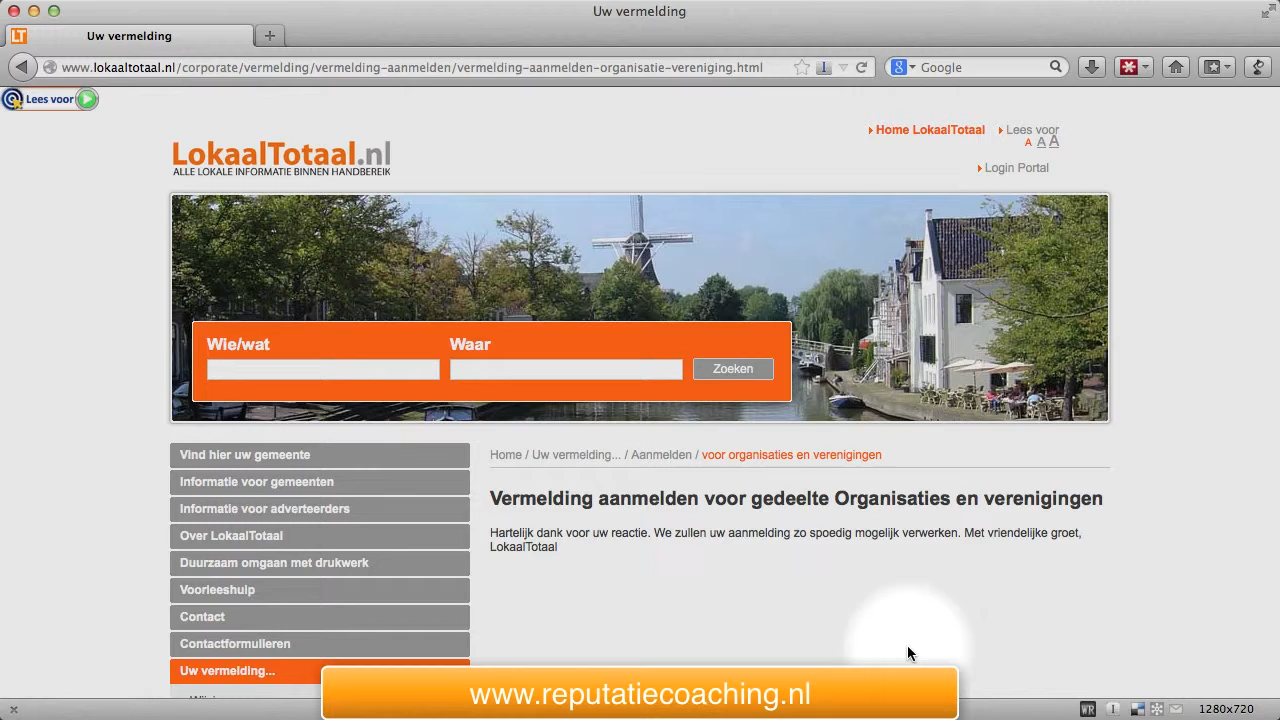 Uw vermelding
LT Uw vermelding
www.lokaaltotaal.nl/corporate/vermelding/vermelding-aanmelden/vermelding-aanmelden-organisatie-vereniging.html
Google
Lees voor
Home LokaalTotaal
Lees voor
A A A
Login Portal
LokaalTotaal.nl
ALLE LOKALE INFORMATIE BINNEN HANDBEREIK
Wie/wat
Waar
Zoeken
Vind hier uw gemeente
Informatie voor gemeenten
Informatie voor adverteerders
Over LokaalTotaal
Duurzaam omgaan met drukwerk
Voorleeshulp
Contact
Contactformulieren
Uw vermelding...
Home / Uw vermelding... / Aanmelden / voor organisaties en verenigingen
Vermelding aanmelden voor gedeelte Organisaties en verenigingen
Hartelijk dank voor uw reactie. We zullen uw aanmelding zo spoedig mogelijk verwerken. Met vriendelijke groet,
LokaalTotaal
www.reputatiecoaching.nl
WR
1280x720